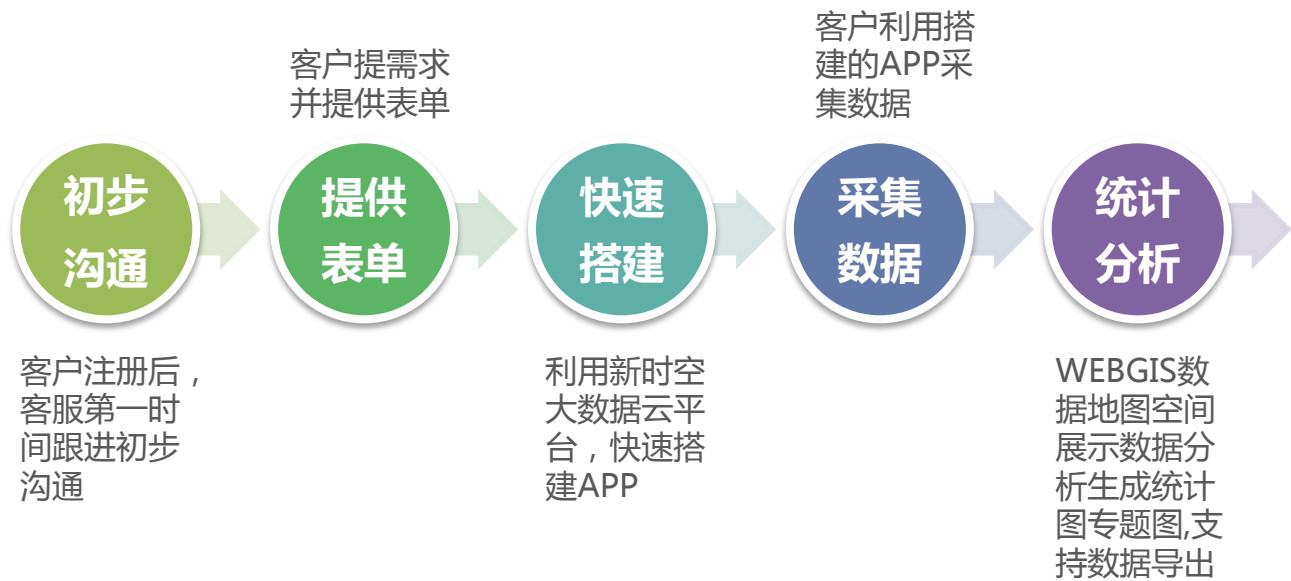 客户提需求
并提供表单
客户利用搭
建的APP采
集数据
初步
沟通
提供
表单
快速
搭建
采集
数据
统计
分析
客户注册后，
客服第一时
间跟进初步
沟通
利用新时空
大数据云平
台，快速搭
建APP
WEBGIS数
据地图空间
展示数据分
析生成统计
图专题图,支
持数据导出